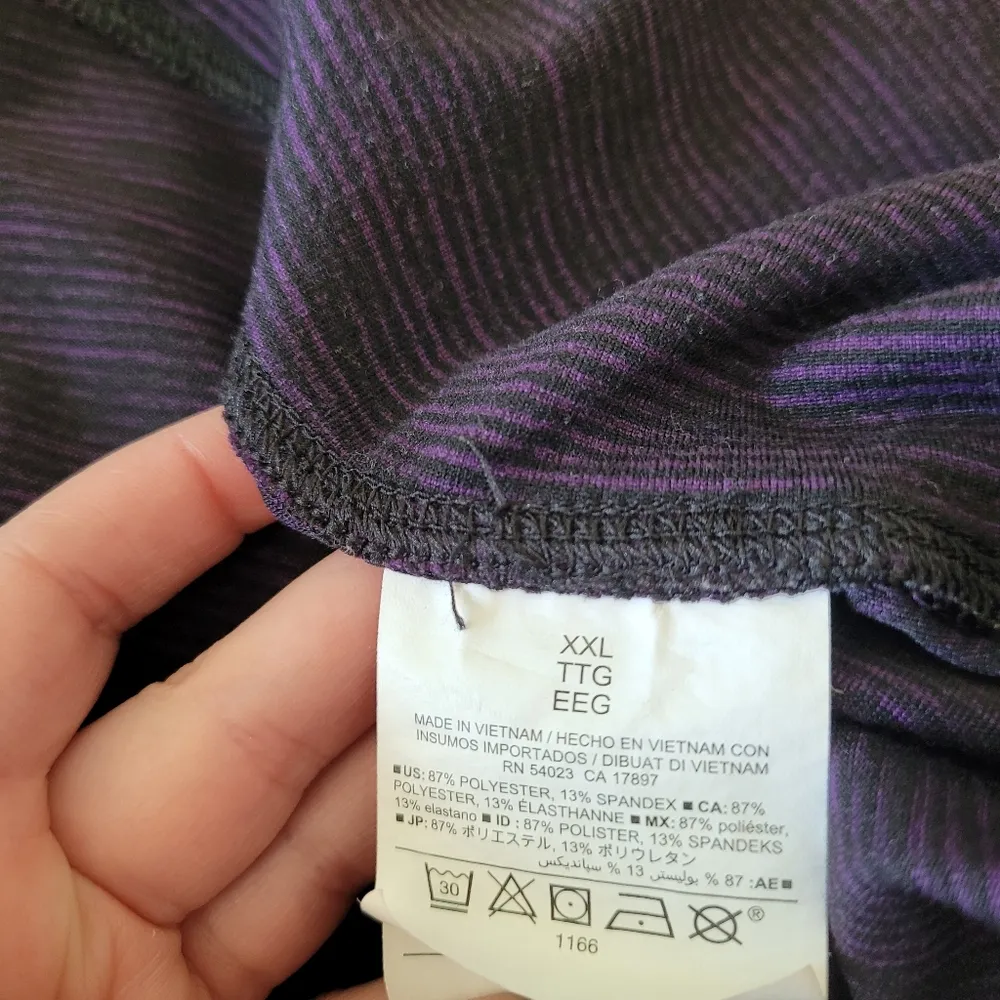 XXL
TTG
EEG
MADE IN VIETNAM / HECHO EN VIETNAM CON
INSUMOS IMPORTADOS / DIBUAT DI VIETNAM
RN 54023 CA 17897
■US: 87% POLYESTER, 13% SPANDEX ■ CA: 87%
POLYESTER, 13% ÉLASTHANNE ■ MX: 87% poliéster,
13% elastano ■ ID : 87% POLISTER, 13% SPANDEKS
■ JP: 87% ポリエステル, 13% ポリウレタン
■AE: 87 % بوليستر 13 % سبانديكس
30
®
1166